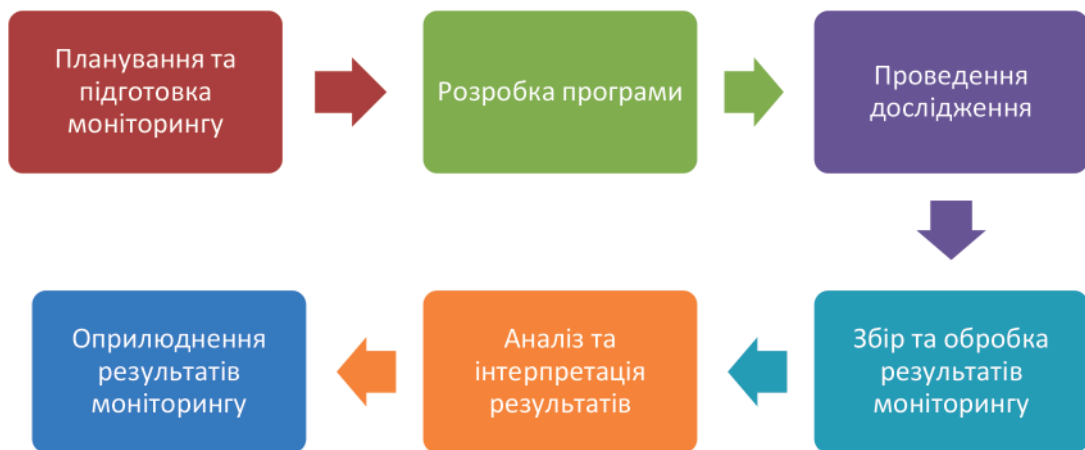 Планування та
підготовка
моніторингу
Розробка програми
Проведення
дослідження
Збір та обробка
результатів
моніторингу
Аналіз та
інтерпретація
результатів
Оприлюднення
результатів
моніторингу